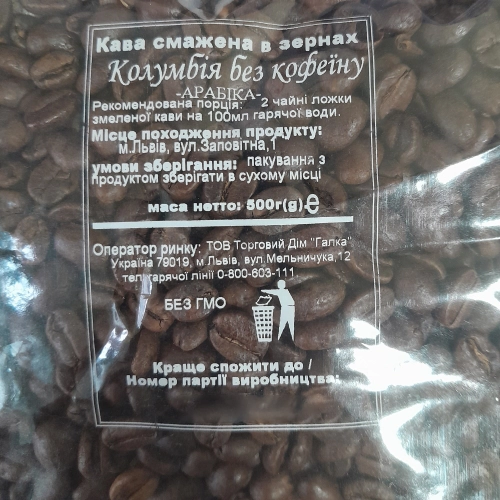 Кава смажена в зернах
Колумбія без кофеїну
-АРАБІКА-
Рекомендована порція: 2 чайні ложки
змеленої кави на 100мл гарячої води.
Місце походження продукту:
м.Львів, вул.Заповітна,1
умови зберігання: пакування з
продуктом зберігати в сухому місці
маса нетто: 500г(g) ℮
Оператор ринку: ТОВ Торговий Дім "Галка"
Україна 79019, м Львів, вул.Мельничука,12
тел.гарячої лінії 0-800-603-111
БЕЗ ГМО
Краще спожити до /
Номер партії виробництва: